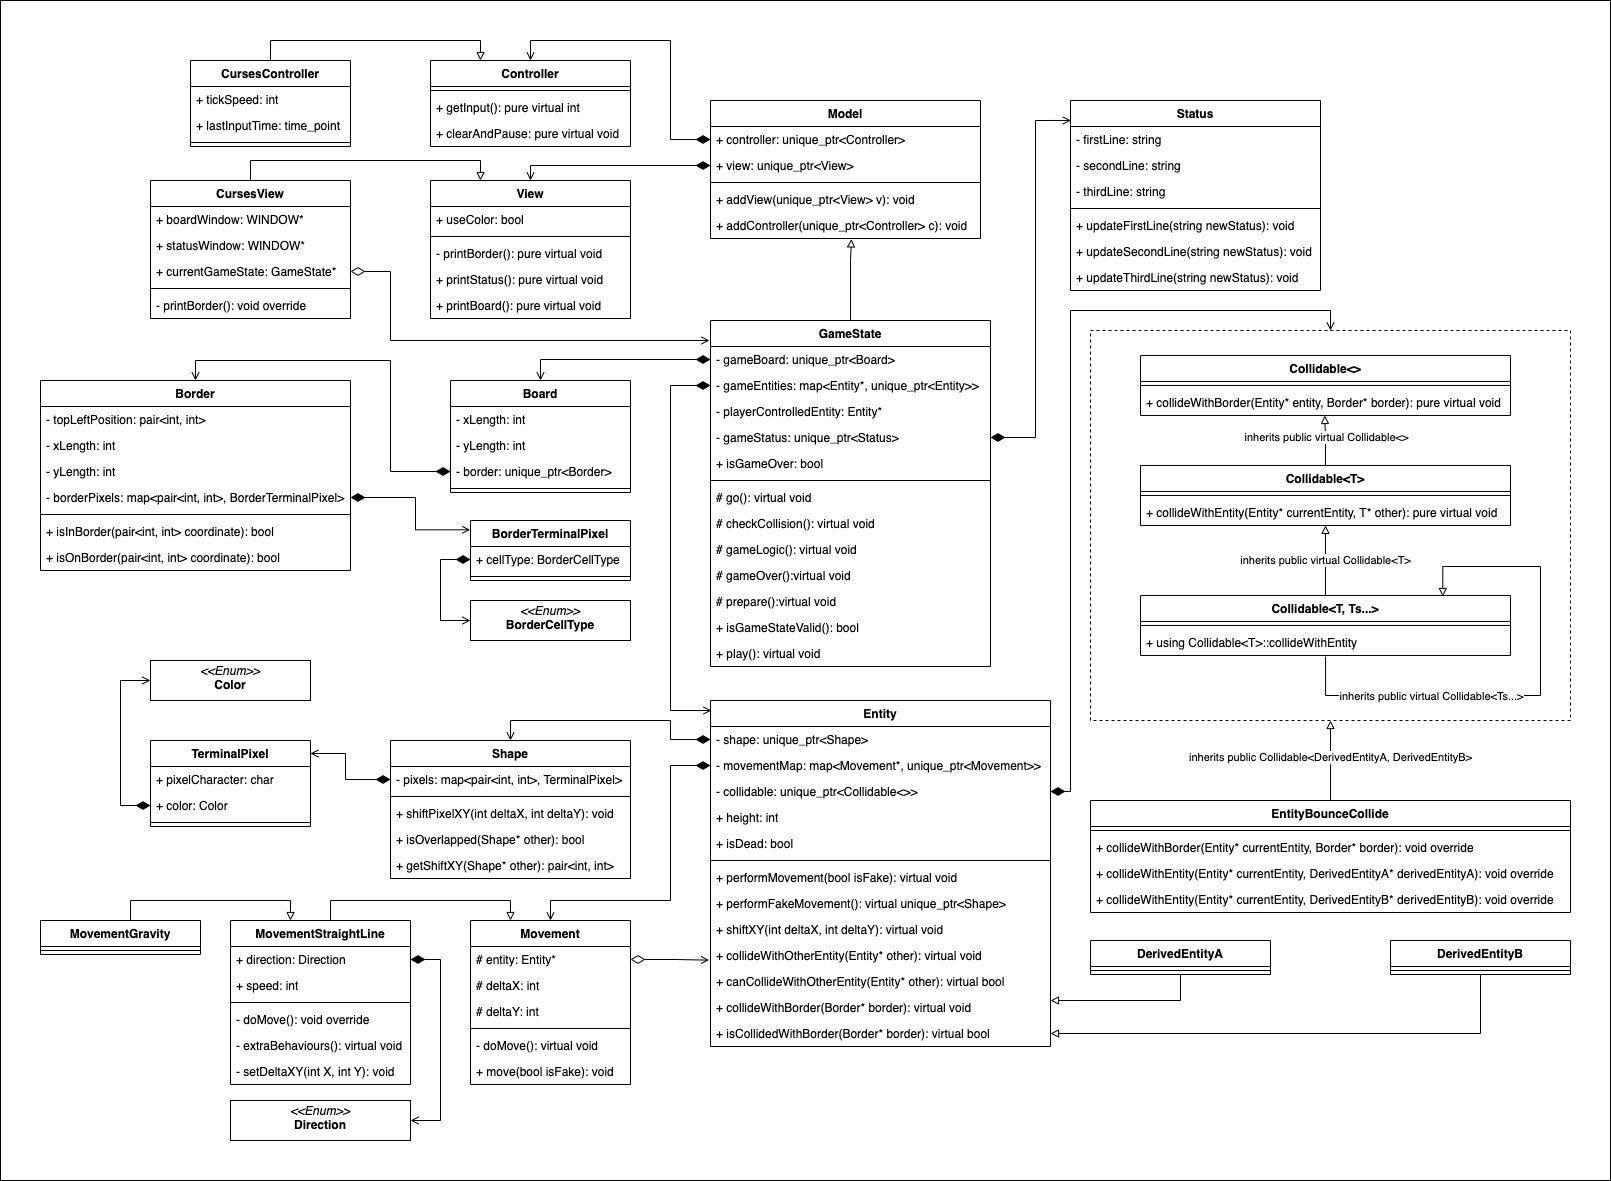 CursesController
+ tickSpeed: int
+ lastInputTime: time_point
Controller
+ getInput(): pure virtual int
+ clearAndPause: pure virtual void
Model
+ controller: unique_ptr<Controller>
+ view: unique_ptr<View>
+ addView(unique_ptr<View> v): void
+ addController(unique_ptr<Controller> c): void
Status
- firstLine: string
- secondLine: string
- thirdLine: string
+ updateFirstLine(string newStatus): void
+ updateSecondLine(string newStatus): void
+ updateThirdLine(string newStatus): void
CursesView
+ boardWindow: WINDOW*
+ statusWindow: WINDOW*
+ currentGameState: GameState*
- printBorder(): void override
View
+ useColor: bool
- printBorder(): pure virtual void
+ printStatus(): pure virtual void
+ printBoard(): pure virtual void
GameState
- gameBoard: unique_ptr<Board>
- gameEntities: map<Entity*, unique_ptr<Entity>>
- playerControlledEntity: Entity*
- gameStatus: unique_ptr<Status>
+ isGameOver: bool
# go(): virtual void
# checkCollision(): virtual void
# gameLogic(): virtual void
# gameOver():virtual void
# prepare():virtual void
+ isGameStateValid(): bool
+ play(): virtual void
Border
- topLeftPosition: pair<int, int>
- xLength: int
- yLength: int
- borderPixels: map<pair<int, int>, BorderTerminalPixel>
+ isInBorder(pair<int, int> coordinate): bool
+ isOnBorder(pair<int, int> coordinate): bool
Board
- xLength: int
- yLength: int
- border: unique_ptr<Border>
BorderTerminalPixel
+ cellType: BorderCellType
<<Enum>>
BorderCellType
Collidable<>
+ collideWithBorder(Entity* entity, Border* border): pure virtual void
inherits public virtual Collidable<>
Collidable<T>
+ collideWithEntity(Entity* currentEntity, T* other): pure virtual void
inherits public virtual Collidable<T>
Collidable<T, Ts...>
+ using Collidable<T>::collideWithEntity
inherits public virtual Collidable<Ts...>
<<Enum>>
Color
TerminalPixel
+ pixelCharacter: char
+ color: Color
Shape
- pixels: map<pair<int, int>, TerminalPixel>
+ shiftPixelXY(int deltaX, int deltaY): void
+ isOverlapped(Shape* other): bool
+ getShiftXY(Shape* other): pair<int, int>
Entity
- shape: unique_ptr<Shape>
- movementMap: map<Movement*, unique_ptr<Movement>>
- collidable: unique_ptr<Collidable<>>
+ height: int
+ isDead: bool
+ performMovement(bool isFake): virtual void
+ performFakeMovement(): virtual unique_ptr<Shape>
+ shiftXY(int deltaX, int deltaY): virtual void
+ collideWithOtherEntity(Entity* other): virtual void
+ canCollideWithOtherEntity(Entity* other): virtual bool
+ collideWithBorder(Border* border): virtual void
+ isCollidedWithBorder(Border* border): virtual bool
inherits public Collidable<DerivedEntityA, DerivedEntityB>
EntityBounceCollide
+ collideWithBorder(Entity* currentEntity, Border* border): void override
+ collideWithEntity(Entity* currentEntity, DerivedEntityA* derivedEntityA): void override
+ collideWithEntity(Entity* currentEntity, DerivedEntityB* derivedEntityB): void override
DerivedEntityA
DerivedEntityB
MovementGravity
MovementStraightLine
+ direction: Direction
+ speed: int
- doMove(): void override
- extraBehaviours(): virtual void
- setDeltaXY(int X, int Y): void
Movement
# entity: Entity*
# deltaX: int
# deltaY: int
- doMove(): virtual void
+ move(bool isFake): void
<<Enum>>
Direction